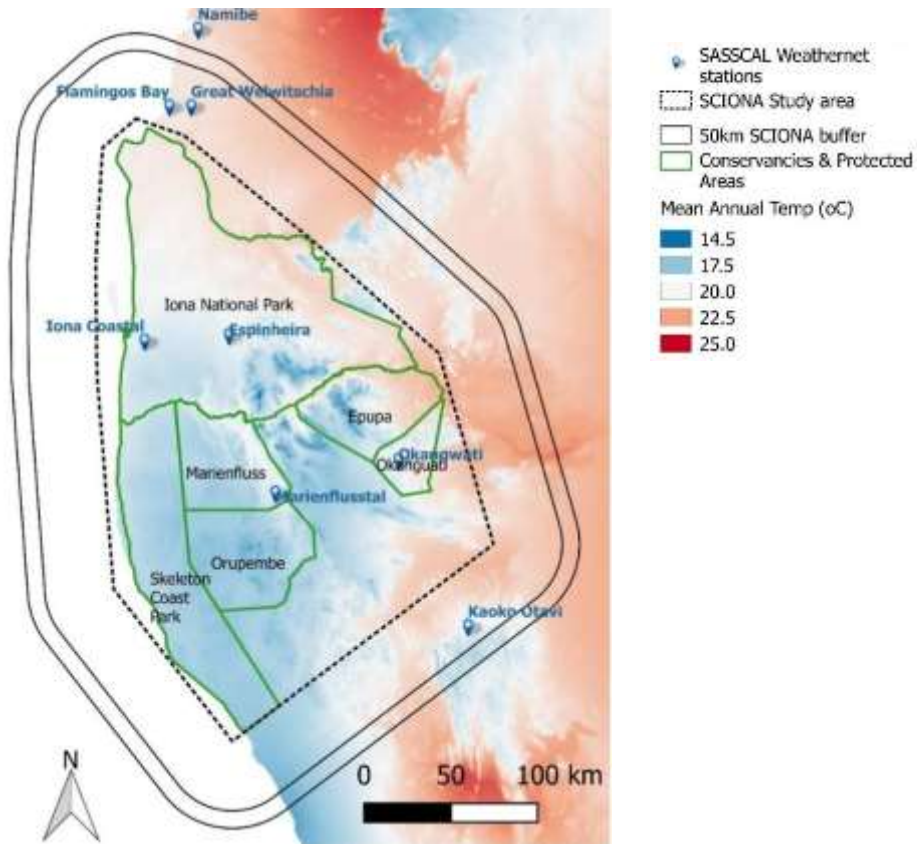 Namibe
Flamingos Bay
Great Welwitschia
Iona National Park
Iona Coastal
Espinheira
Epupa
Okangwati
Okanguati
Marienfluss
Marienflusstal
Orupembe
Skeleton
Coast
Park
Kaoko Otavi
N
0 50 100 km
SASSCAL Weathernet
stations
SCIONA Study area
50km SCIONA buffer
Conservancies & Protected
Areas
Mean Annual Temp (oC)
14.5
17.5
20.0
22.5
25.0